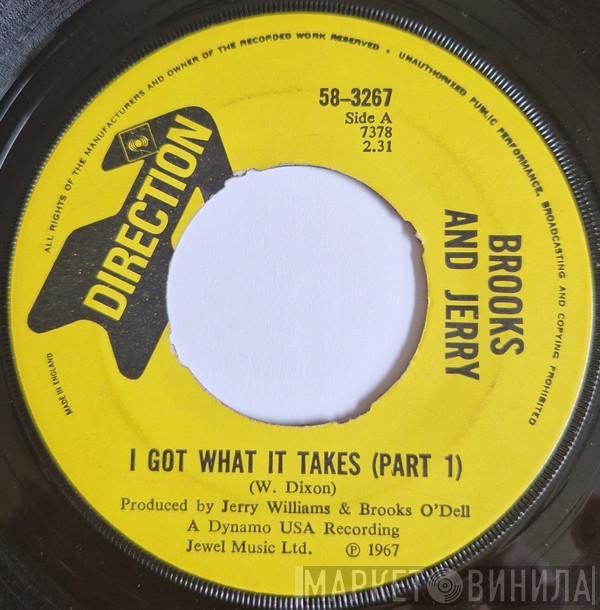 ALL RIGHTS OF THE MANUFACTURERS AND OWNER OF THE RECORDED WORK RESERVED • UNAUTHORIZED PUBLIC PERFORMANCE, BROADCASTING AND COPYING PROHIBITED
58-3267
Side A
7378
2.31
DIRECTION
BROOKS
AND JERRY
MADE IN ENGLAND
I GOT WHAT IT TAKES (PART 1)
(W. Dixon)
Produced by Jerry Williams & Brooks O'Dell
A Dynamo USA Recording
Jewel Music Ltd. ℗ 1967
МАРКЕТ ВИНИЛА